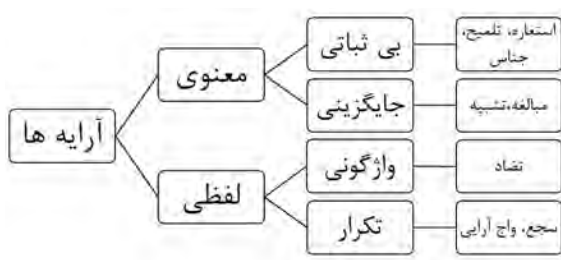 آرایه ها
معنوی
بی ثباتی
استعاره، تلمیح،
جناس
جایگزینی
مبالغه،تشبیه
لفظی
واژگونی
تضاد
تکرار
سجع، واج آرایی